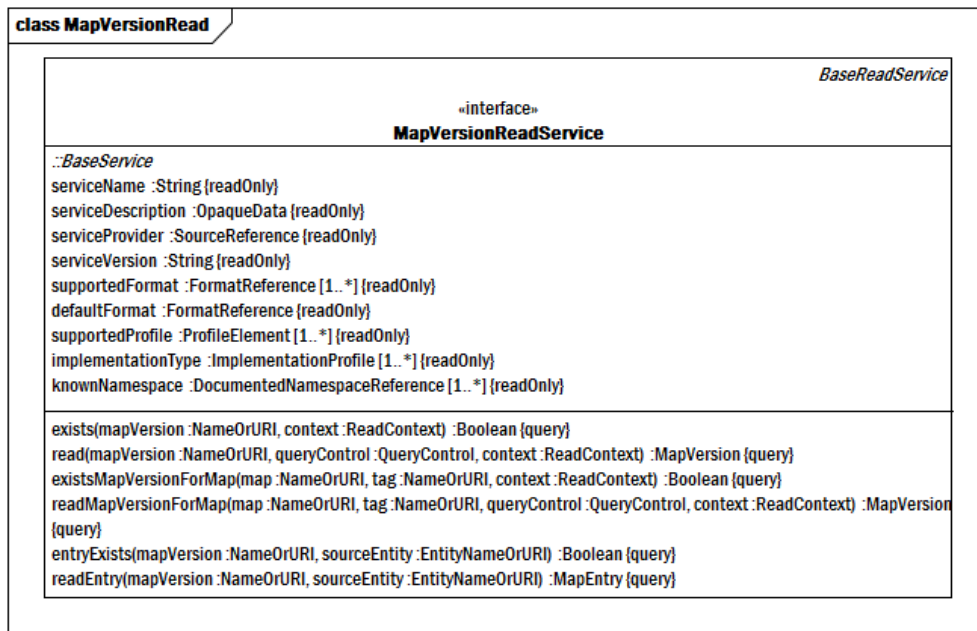 class MapVersionRead
BaseReadService
«interface»
MapVersionReadService
::BaseService
serviceName :String {readOnly}
serviceDescription :OpaqueData {readOnly}
serviceProvider :SourceReference {readOnly}
serviceVersion :String {readOnly}
supportedFormat :FormatReference [1..*] {readOnly}
defaultFormat :FormatReference {readOnly}
supportedProfile :ProfileElement [1..*] {readOnly}
implementationType :ImplementationProfile [1..*] {readOnly}
knownNamespace :DocumentedNamespaceReference [1..*] {readOnly}
exists(mapVersion :NameOrURI, context :ReadContext) :Boolean {query}
read(mapVersion :NameOrURI, queryControl :QueryControl, context :ReadContext) :MapVersion {query}
existsMapVersionForMap(map :NameOrURI, tag :NameOrURI, context :ReadContext) :Boolean {query}
readMapVersionForMap(map :NameOrURI, tag :NameOrURI, queryControl :QueryControl, context :ReadContext) :MapVersion
{query}
entryExists(mapVersion :NameOrURI, sourceEntity :EntityNameOrURI) :Boolean {query}
readEntry(mapVersion :NameOrURI, sourceEntity :EntityNameOrURI) :MapEntry {query}